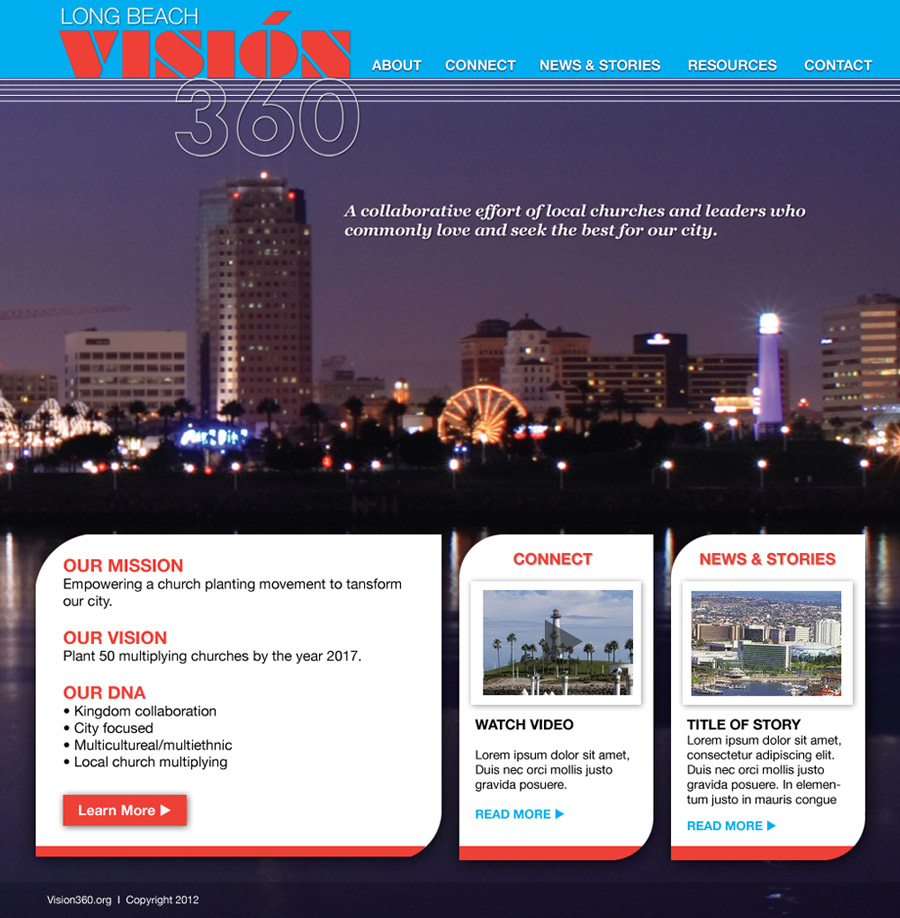 LONG BEACH
VISIÓN
360
ABOUT CONNECT NEWS & STORIES RESOURCES CONTACT
A collaborative effort of local churches and leaders who
commonly love and seek the best for our city.
OUR MISSION
Empowering a church planting movement to tansform
our city.
OUR VISION
Plant 50 multiplying churches by the year 2017.
OUR DNA
• Kingdom collaboration
• City focused
• Multicultureal/multiethnic
• Local church multiplying
Learn More ▶
CONNECT
WATCH VIDEO
Lorem ipsum dolor sit amet,
Duis nec orci mollis justo
gravida posuere.
READ MORE ▶
NEWS & STORIES
TITLE OF STORY
Lorem ipsum dolor sit amet,
consectetur adipiscing elit.
Duis nec orci mollis justo
gravida posuere. In elemen-
tum justo in mauris congue
READ MORE ▶
Vision360.org I Copyright 2012